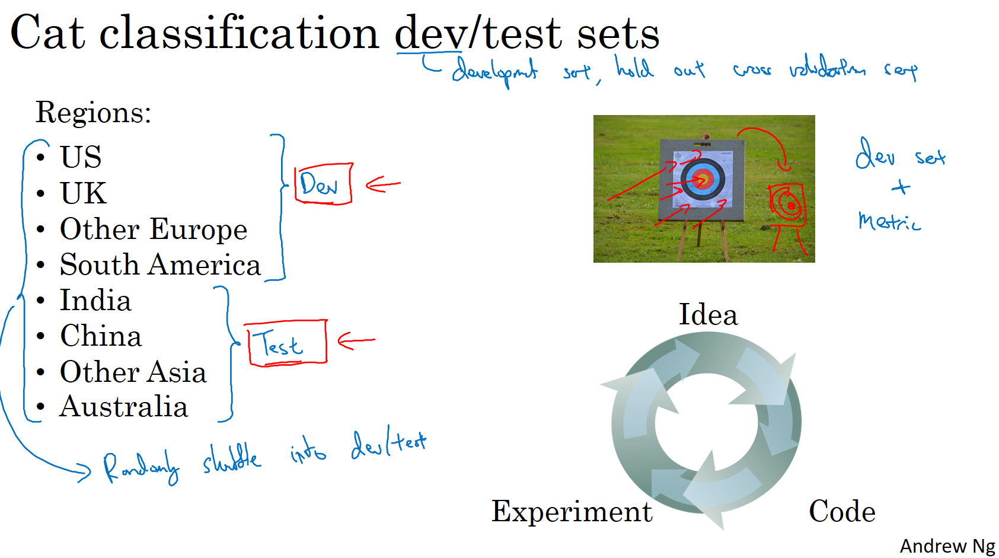 Cat classification dev/test sets
development set, hold out cross validation set
Regions:
• US
• UK
• Other Europe
• South America
• India
• China
• Other Asia
• Australia
Dev
Test
Randomly shuffle into dev/test
dev set
+
metric
Idea
Code
Experiment
Andrew Ng